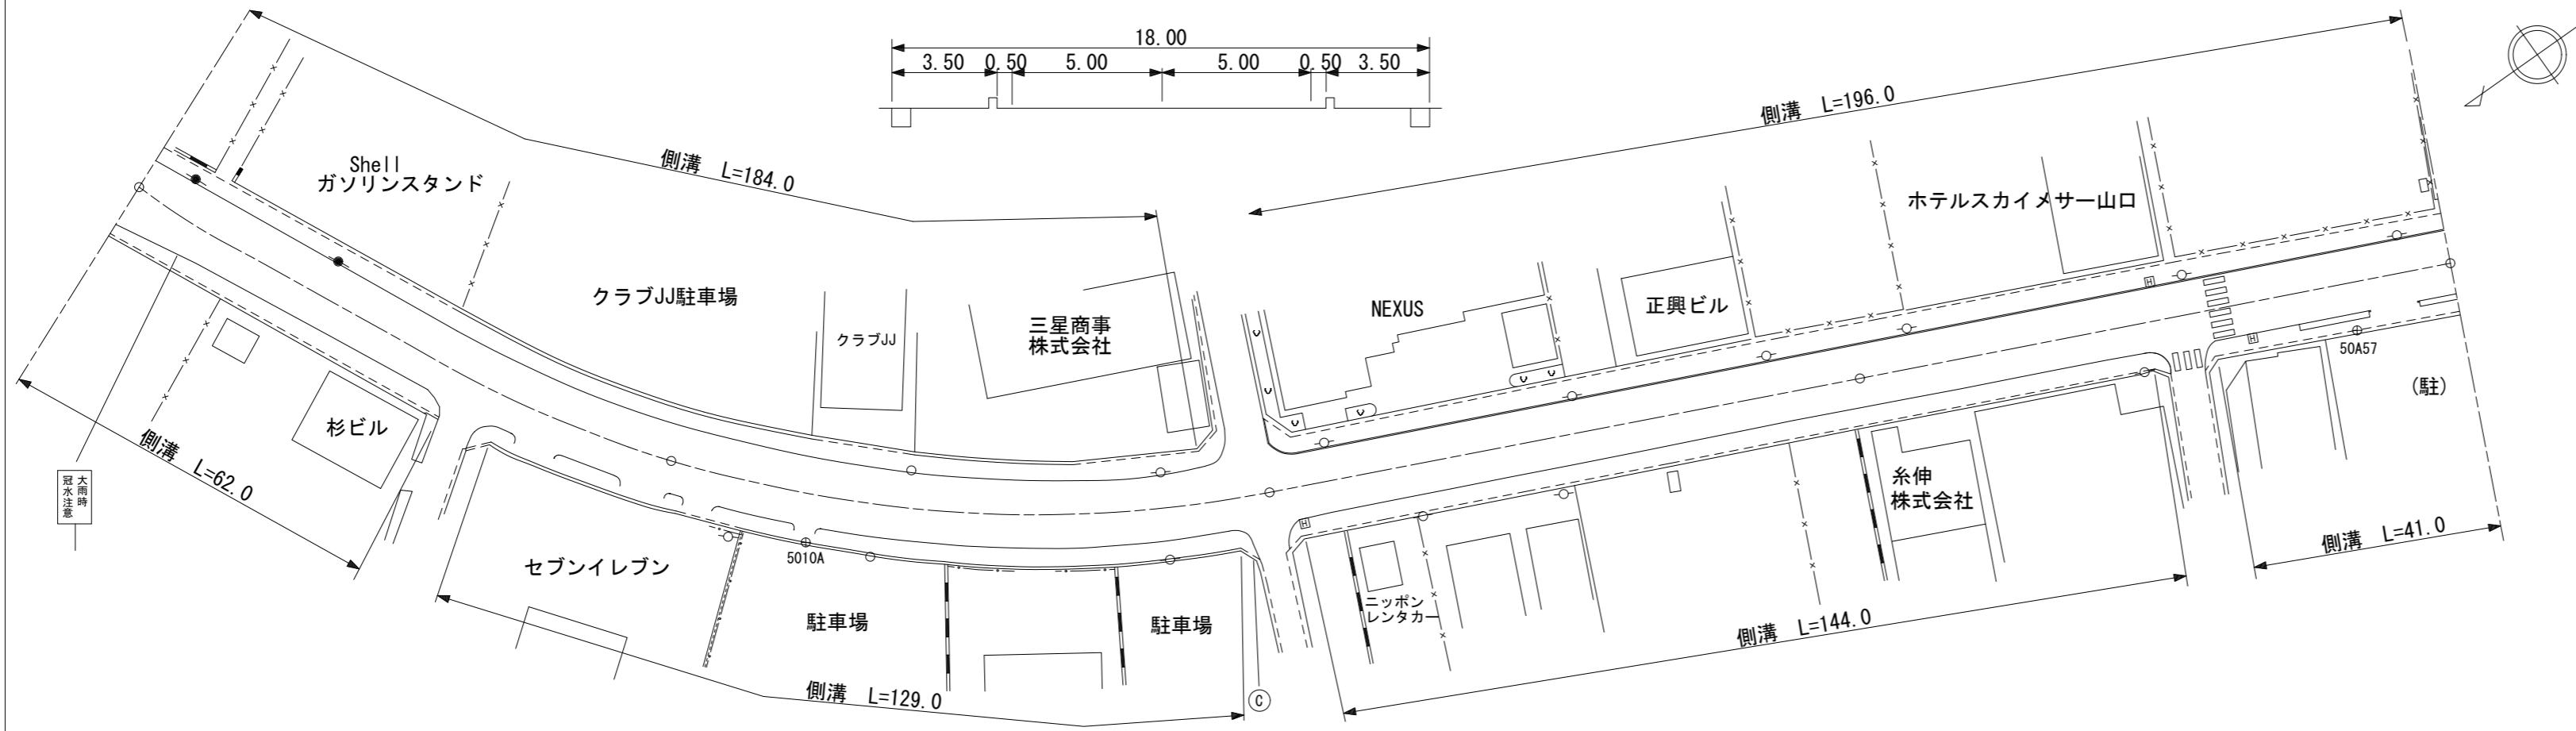 18.00
3.50 0.50 5.00 5.00 0.50 3.50
側溝 L=196.0
側溝 L=184.0
Shell
ガソリンスタンド
クラブJJ駐車場
クラブJJ
三星商事
株式会社
NEXUS
正興ビル
ホテルスカイメサー山口
H
H
50A57
(駐)
杉ビル
側溝 L=62.0
大雨時
冠水注意
セブンイレブン
5010A
駐車場
駐車場
側溝 L=129.0
C
H
ニッポン
レンタカー
糸伸
株式会社
側溝 L=144.0
側溝 L=41.0